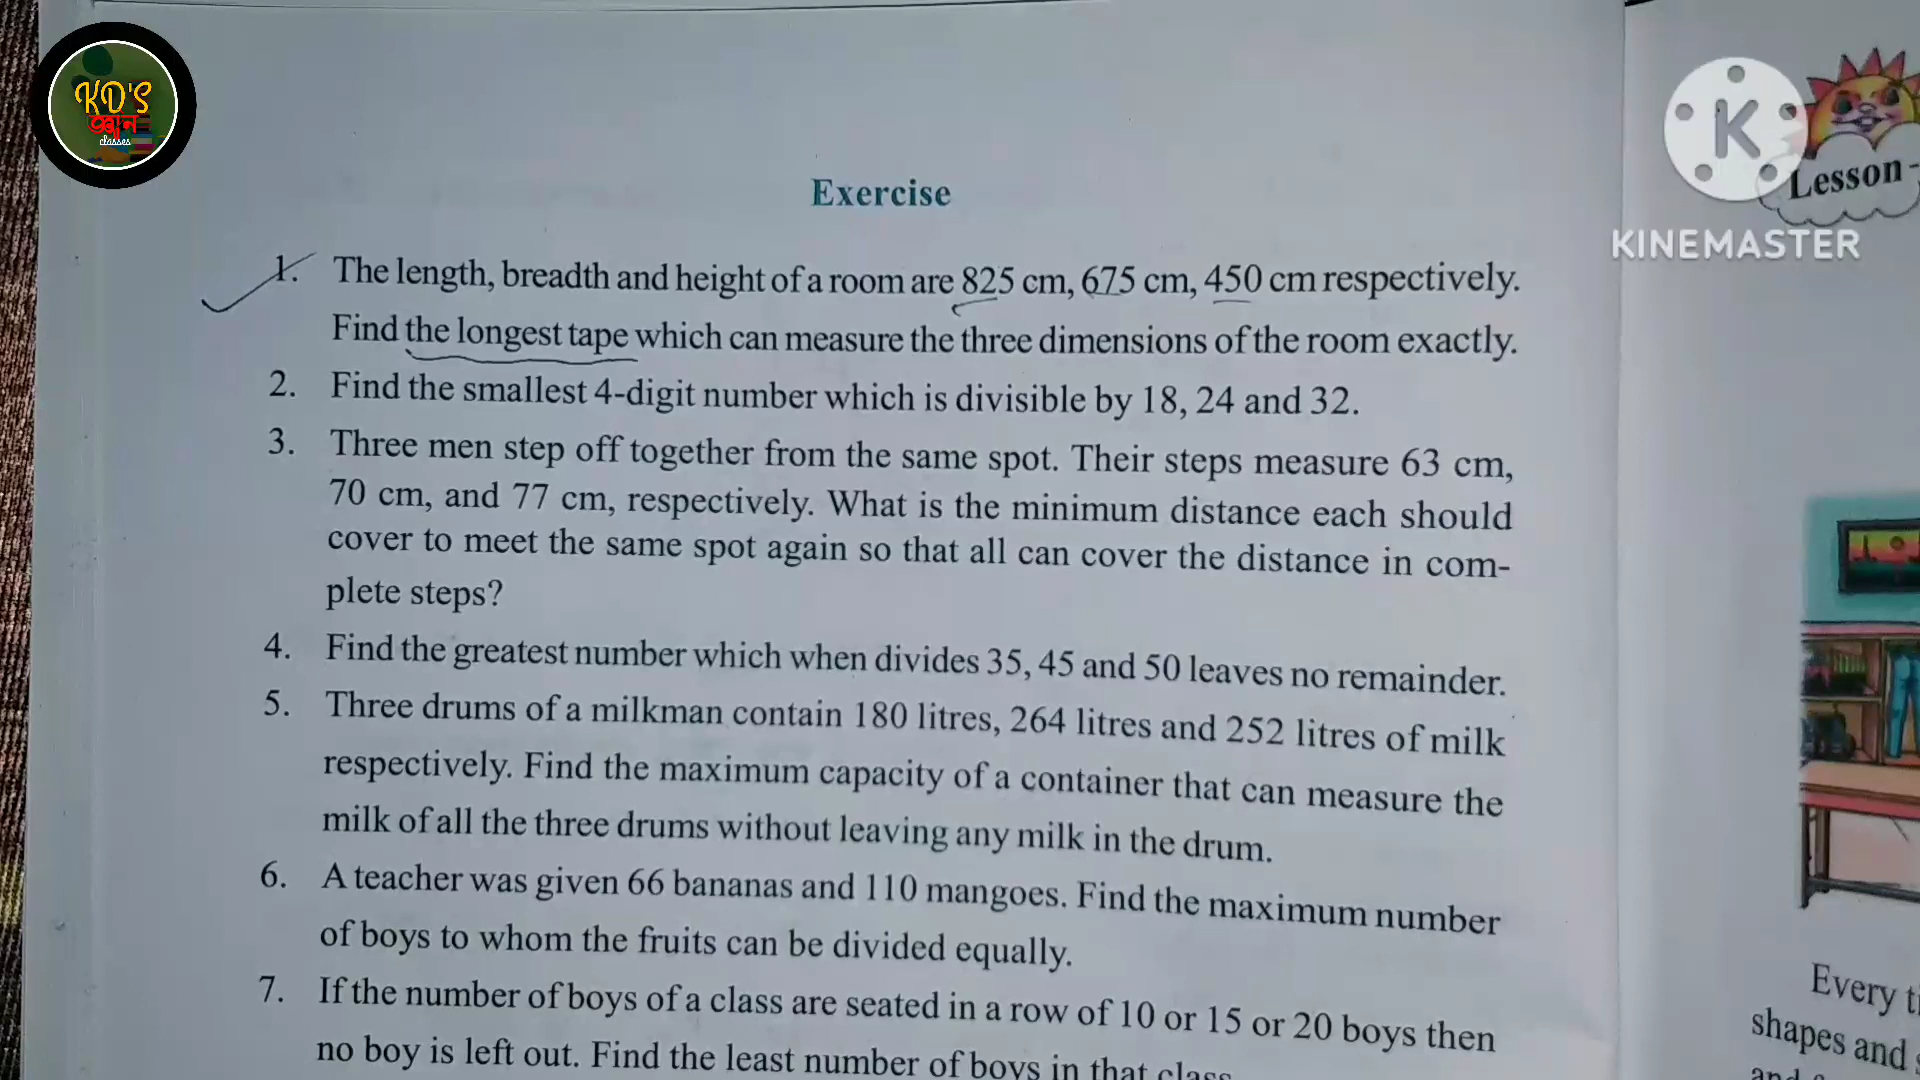 KD'S
জ্ঞান
classes
K
KINEMASTER
Lesson-
Exercise
1. The length, breadth and height of a room are 825 cm, 675 cm, 450 cm respectively.
Find the longest tape which can measure the three dimensions of the room exactly.
2. Find the smallest 4-digit number which is divisible by 18, 24 and 32.
3. Three men step off together from the same spot. Their steps measure 63 cm,
70 cm, and 77 cm, respectively. What is the minimum distance each should
cover to meet the same spot again so that all can cover the distance in com-
plete steps?
4. Find the greatest number which when divides 35, 45 and 50 leaves no remainder.
5. Three drums of a milkman contain 180 litres, 264 litres and 252 litres of milk
respectively. Find the maximum capacity of a container that can measure the
milk of all the three drums without leaving any milk in the drum.
6. A teacher was given 66 bananas and 110 mangoes. Find the maximum number
of boys to whom the fruits can be divided equally.
7. If the number of boys of a class are seated in a row of 10 or 15 or 20 boys then
no boy is left out. Find the least number of boys in that class
Every
shapes and